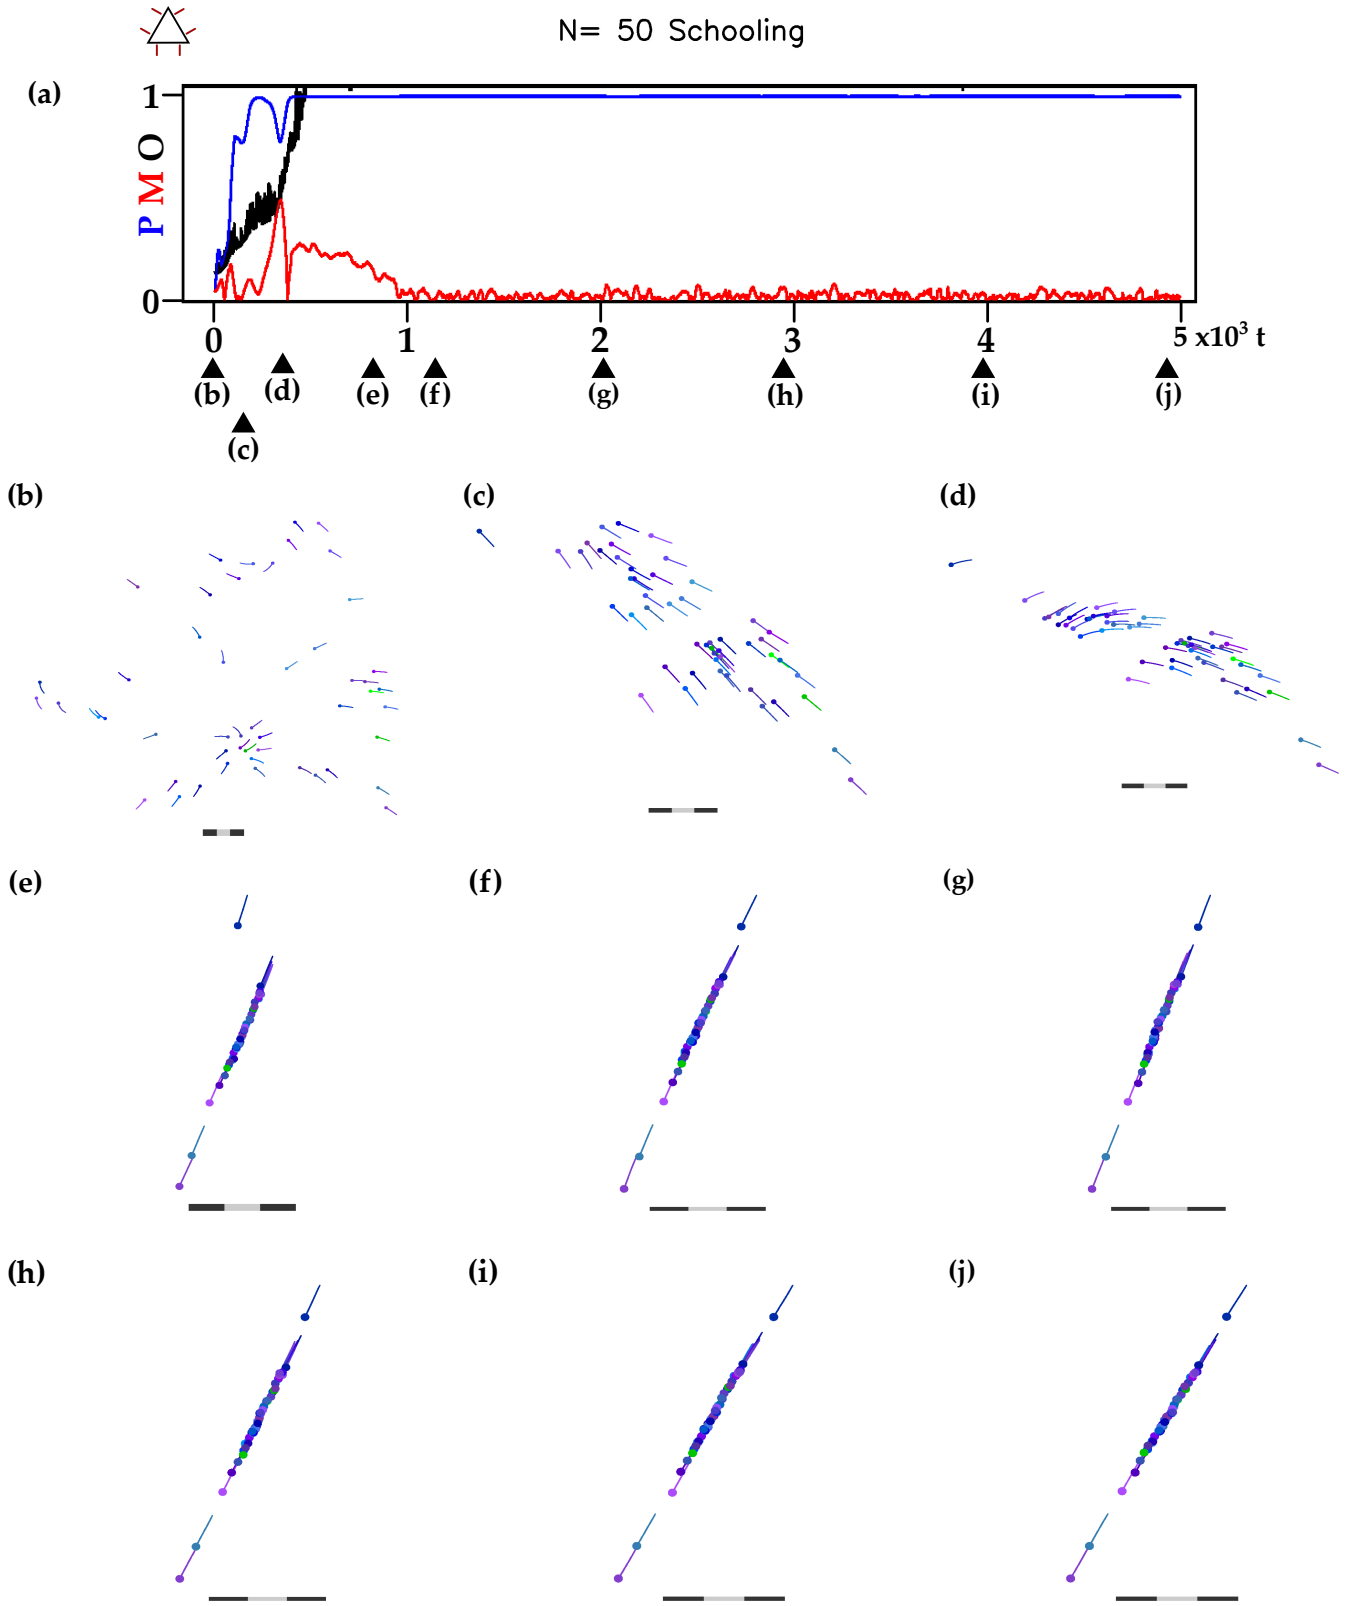 N= 50 Schooling
(a)
1
P M O
0
0 1 2 3 4 5 x10³ t
(b) (d) (e) (f) (g) (h) (i) (j)
(c)
(b) (c) (d)
(e) (f) (g)
(h) (i) (j)